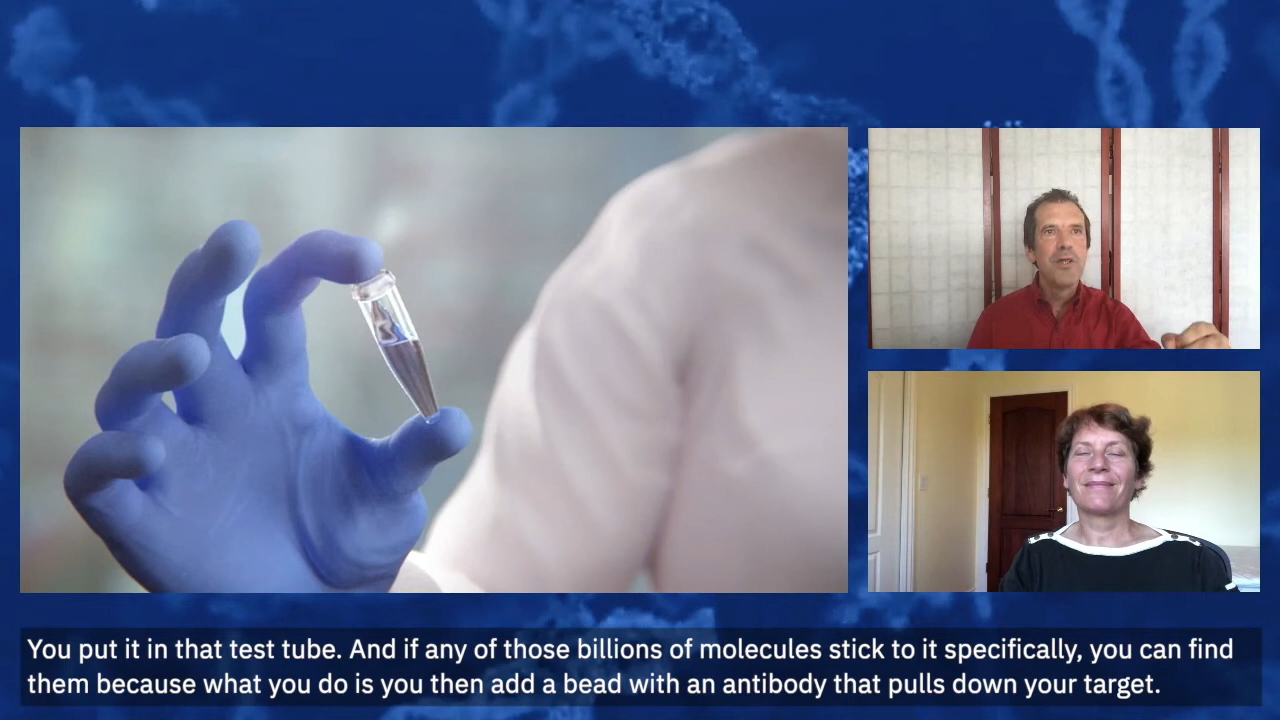 You put it in that test tube. And if any of those billions of molecules stick to it specifically, you can find
them because what you do is you then add a bead with an antibody that pulls down your target.